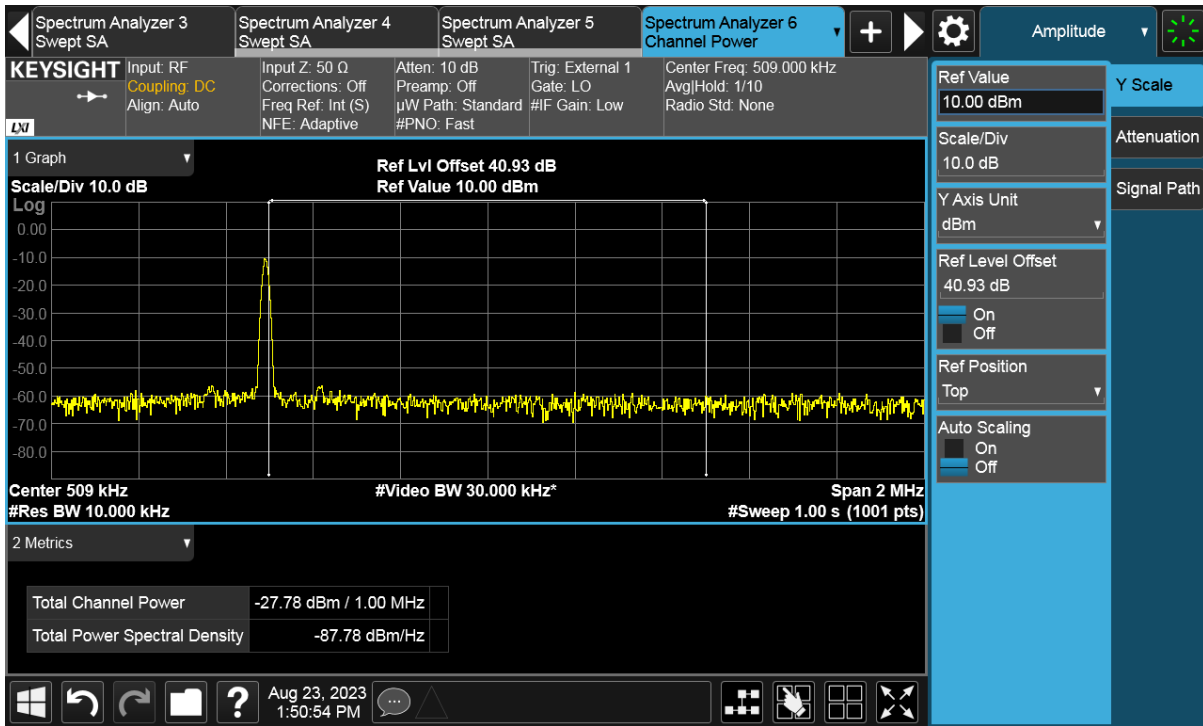 Spectrum Analyzer 3
Swept SA
Spectrum Analyzer 4
Swept SA
Spectrum Analyzer 5
Swept SA
Spectrum Analyzer 6
Channel Power
+
Amplitude
KEYSIGHT
LXI
Input: RF
Coupling: DC
Align: Auto
Input Z: 50 Ω
Corrections: Off
Freq Ref: Int (S)
NFE: Adaptive
Atten: 10 dB
Preamp: Off
µW Path: Standard
#PNO: Fast
Trig: External 1
Gate: LO
#IF Gain: Low
Center Freq: 509.000 kHz
Avg|Hold: 1/10
Radio Std: None
1 Graph
Scale/Div 10.0 dB
Ref Lvl Offset 40.93 dB
Ref Value 10.00 dBm
Log
0.00
-10.0
-20.0
-30.0
-40.0
-50.0
-60.0
-70.0
-80.0
Center 509 kHz
#Res BW 10.000 kHz
#Video BW 30.000 kHz*
Span 2 MHz
#Sweep 1.00 s (1001 pts)
2 Metrics
Total Channel Power -27.78 dBm / 1.00 MHz
Total Power Spectral Density -87.78 dBm/Hz
Ref Value
10.00 dBm
Scale/Div
10.0 dB
Y Axis Unit
dBm
Ref Level Offset
40.93 dB
On
Off
Ref Position
Top
Auto Scaling
On
Off
Y Scale
Attenuation
Signal Path
?
Aug 23, 2023
1:50:54 PM